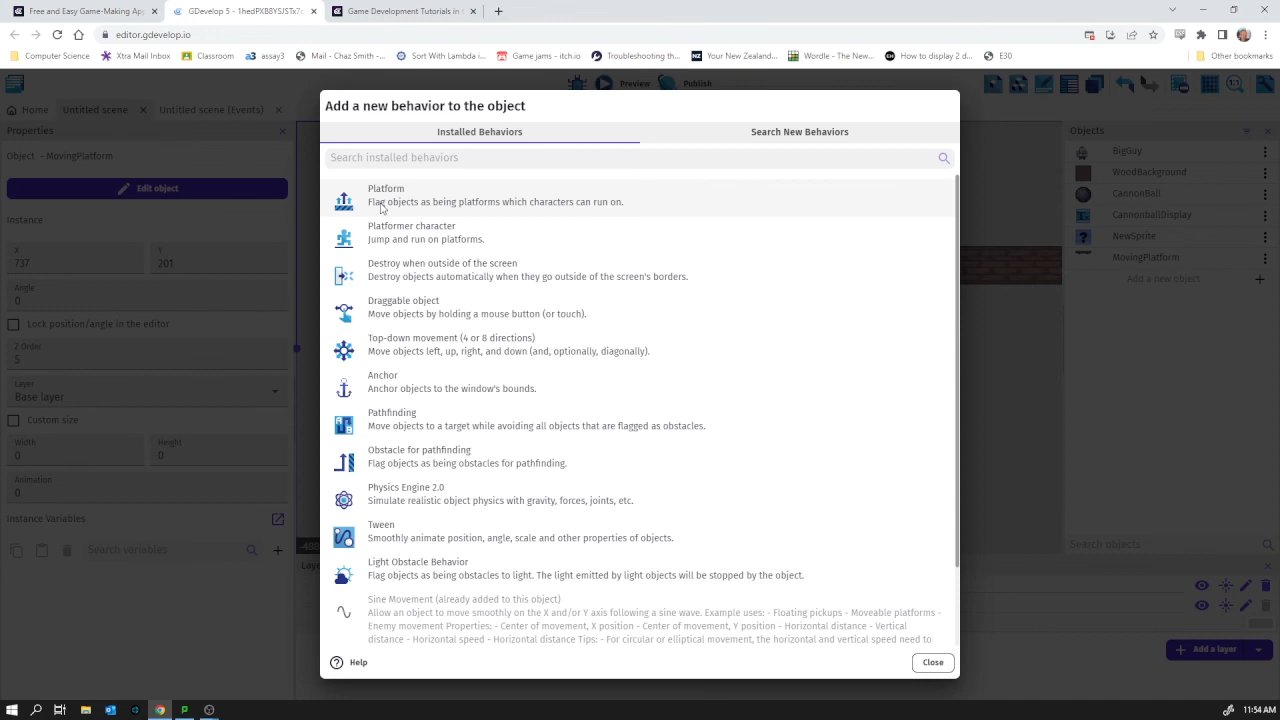 Free and Easy Game-Making Ap
GDevelop 5 - 1hedPXB8YSJSTx7c
Game Development Tutorials in
editor.gdevelop.io
Computer Science
Xtra Mail Inbox
Classroom
assay3
Mail - Chaz Smith -...
Sort With Lambda i...
Game jams - itch.io
Troubleshooting th...
Your New Zealand...
Wordle - The New...
How to display 2 d...
E30
Other bookmarks
Preview
Publish
Home
Untitled scene
Untitled scene (Events)
Properties
Object - MovingPlatform
Edit object
Instance
X
737
Y
201
Angle
0
Lock position/angle in the editor
Z Order
5
Layer
Base layer
Custom size
Width
0
Height
0
Animation
0
Instance Variables
Search variables
Add a new behavior to the object
Installed Behaviors
Search New Behaviors
Search installed behaviors
Platform
Flag objects as being platforms which characters can run on.
Platformer character
Jump and run on platforms.
Destroy when outside of the screen
Destroy objects automatically when they go outside of the screen's borders.
Draggable object
Move objects by holding a mouse button (or touch).
Top-down movement (4 or 8 directions)
Move objects left, up, right, and down (and, optionally, diagonally).
Anchor
Anchor objects to the window's bounds.
Pathfinding
Move objects to a target while avoiding all objects that are flagged as obstacles.
Obstacle for pathfinding
Flag objects as being obstacles for pathfinding.
Physics Engine 2.0
Simulate realistic object physics with gravity, forces, joints, etc.
Tween
Smoothly animate position, angle, scale and other properties of objects.
Light Obstacle Behavior
Flag objects as being obstacles to light. The light emitted by light objects will be stopped by the object.
Sine Movement (already added to this object)
Allow an object to move smoothly on the X and/or Y axis following a sine wave. Example uses: - Floating pickups - Moveable platforms -
Enemy movement Properties: - Center of movement, X position - Center of movement, Y position - Horizontal distance - Vertical
distance - Horizontal speed - Horizontal distance Tips: - For circular or elliptical movement, the horizontal and vertical speed need to
Help
Close
Objects
BigGuy
WoodBackground
CannonBall
CannonballDisplay
NewSprite
MovingPlatform
Add a new object
Search objects
Add a layer
11:54 AM